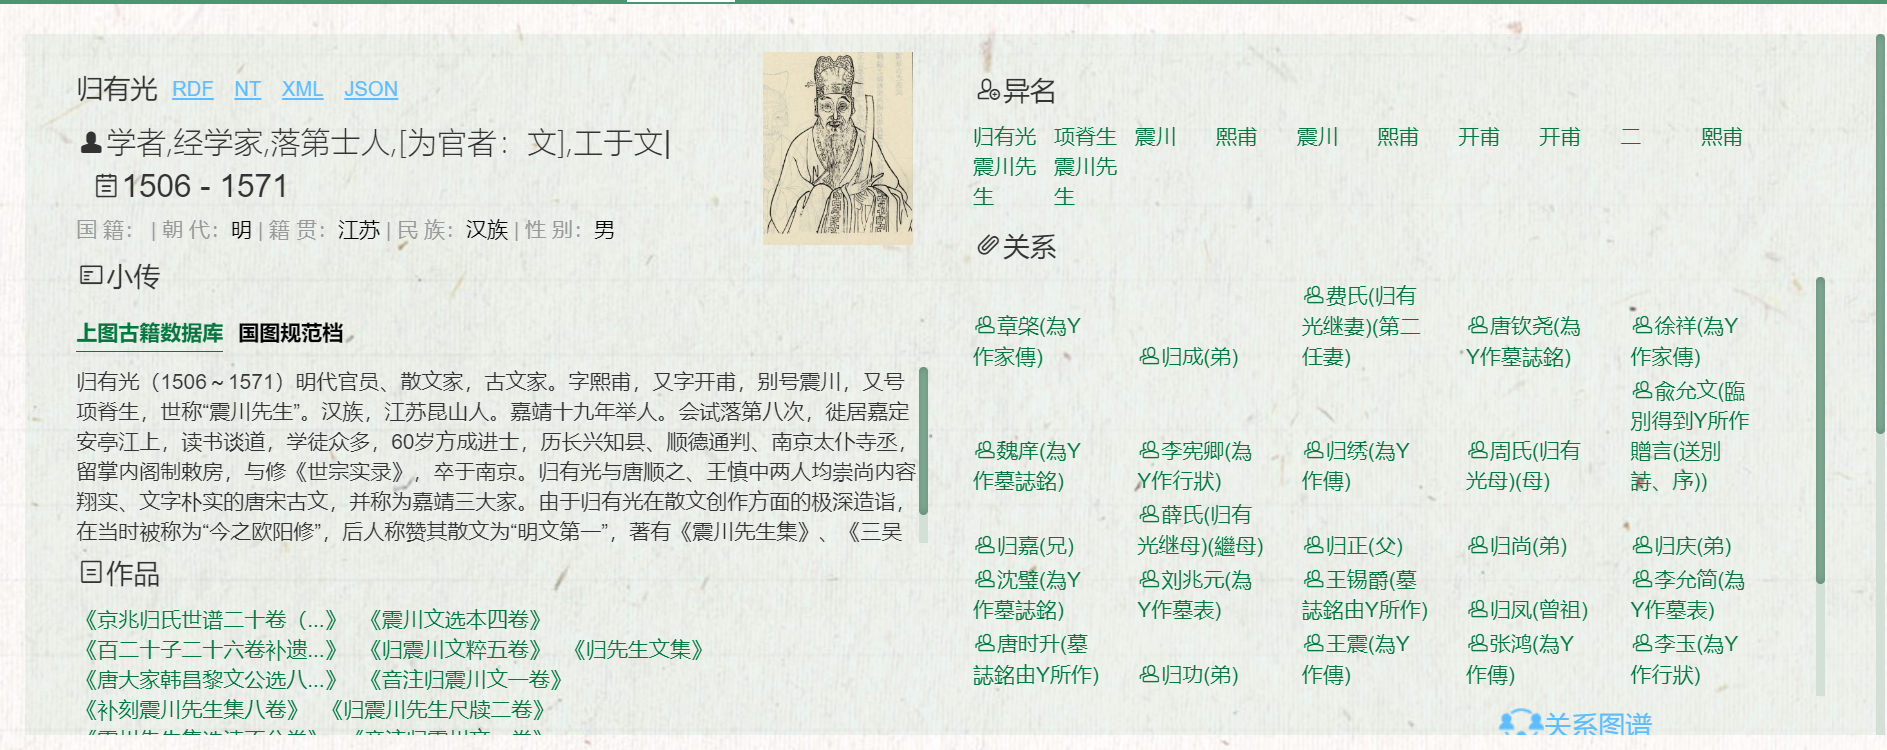 归有光 RDF NT XML JSON
学者,经学家,落第士人,[为官者：文],工于文|
1506 - 1571
国籍： | 朝代：明 | 籍贯：江苏 | 民族：汉族 | 性别：男
小传
上图古籍数据库 国图规范档
归有光（1506～1571）明代官员、散文家，古文家。字熙甫，又字开甫，别号震川，又号
项脊生，世称“震川先生”。汉族，江苏昆山人。嘉靖十九年举人。会试落第八次，徙居嘉定
安亭江上，读书谈道，学徒众多，60岁方成进士，历长兴知县、顺德通判、南京太仆寺丞，
留掌内阁制敕房，与修《世宗实录》，卒于南京。归有光与唐顺之、王慎中两人均崇尚内容
翔实、文字朴实的唐宋古文，并称为嘉靖三大家。由于归有光在散文创作方面的极深造诣，
在当时被称为“今之欧阳修”，后人称赞其散文为“明文第一”，著有《震川先生集》、《三吴
作品
《京兆归氏世谱二十卷（...》 《震川文选本四卷》
《百二十子二十六卷补遗...》 《归震川文粹五卷》 《归先生文集》
《唐大家韩昌黎文公选八...》 《音注归震川文一卷》
《补刻震川先生集八卷》 《归震川先生尺牍二卷》
异名
归有光 项脊生 震川 熙甫 震川 熙甫 开甫 开甫 二 熙甫
震川先 震川先
生 生
关系
费氏(归有
章棨(為Y 光继妻)(第二 唐钦尧(為 徐祥(為Y
作家傳) 归成(弟) 任妻) Y作墓誌銘) 作家傳)
俞允文(臨
別得到Y所作
魏庠(為Y 李宪卿(為 归绣(為Y 周氏(归有 贈言(送別
作墓誌銘) Y作行狀) 作傳) 光母)(母) 詩、序))
薛氏(归有
归嘉(兄) 光继母)(繼母) 归正(父) 归尚(弟) 归庆(弟)
沈璧(為Y 刘兆元(為 王锡爵(墓 李允简(為
作墓誌銘) Y作墓表) 誌銘由Y所作) 归凤(曾祖) Y作墓表)
唐时升(墓 王震(為Y 张鸿(為Y 李玉(為Y
誌銘由Y所作) 归功(弟) 作傳) 作傳) 作行狀)
关系图谱